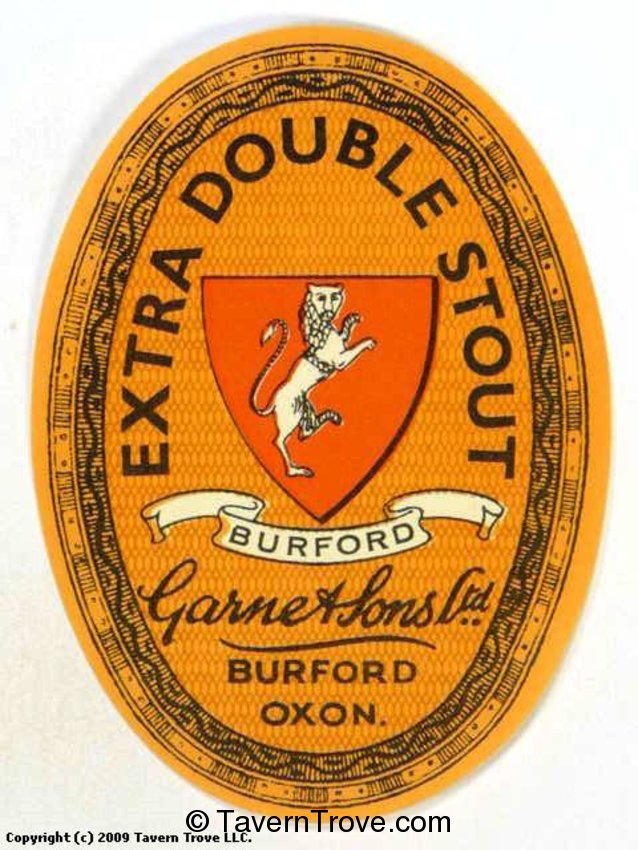 EXTRA DOUBLE STOUT
BURFORD
Garne & Sons Ltd
BURFORD
OXON.
© TavernTrove.com
Copyright (c) 2009 Tavern Trove LLC.